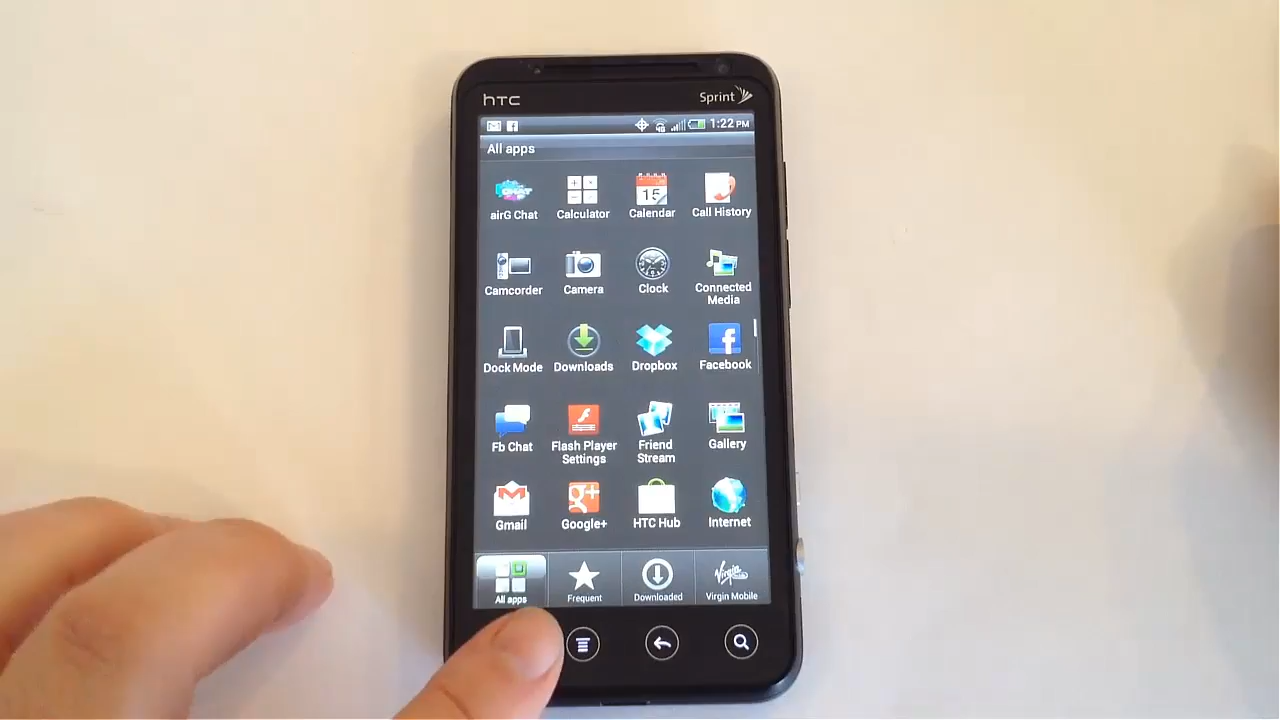 hTC Sprint
1:22 PM
All apps
airG Chat Calculator Calendar Call History
Camcorder Camera Clock Connected
Media
Dock Mode Downloads Dropbox Facebook
Fb Chat Flash Player Friend Gallery
Settings Stream
Gmail Google+ HTC Hub Internet
All apps Frequent Downloaded Virgin Mobile